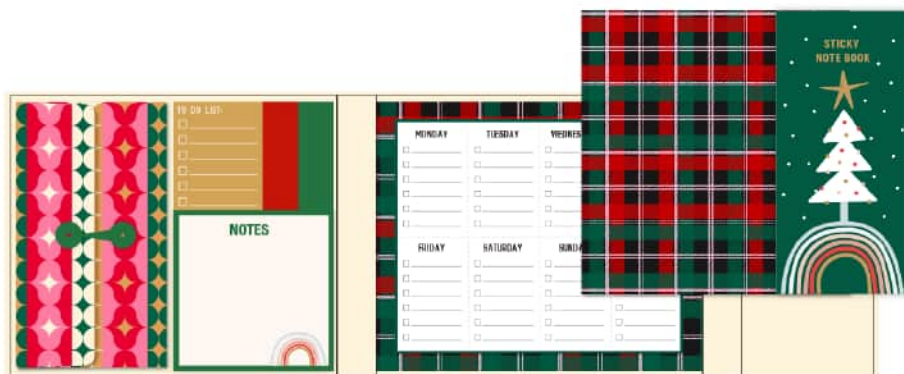 STICKY
NOTE BOOK
TO DO LIST:
NOTES
MONDAY TUESDAY
FRIDAY SATURDAY